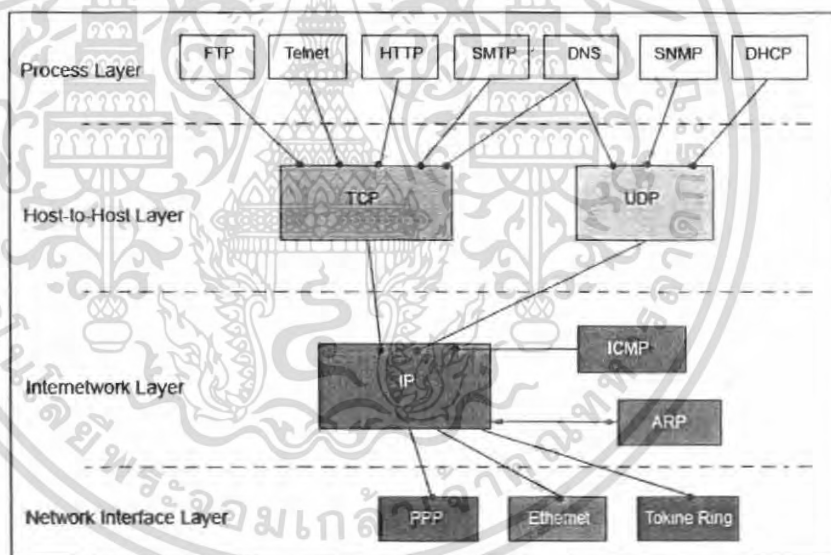 FTP Telnet HTTP SMTP DNS SNMP DHCP
Process Layer
TCP UDP
Host-to-Host Layer
ICMP
IP
Internetwork Layer
ARP
Network Interface Layer PPP Ethernet Tokine Ring